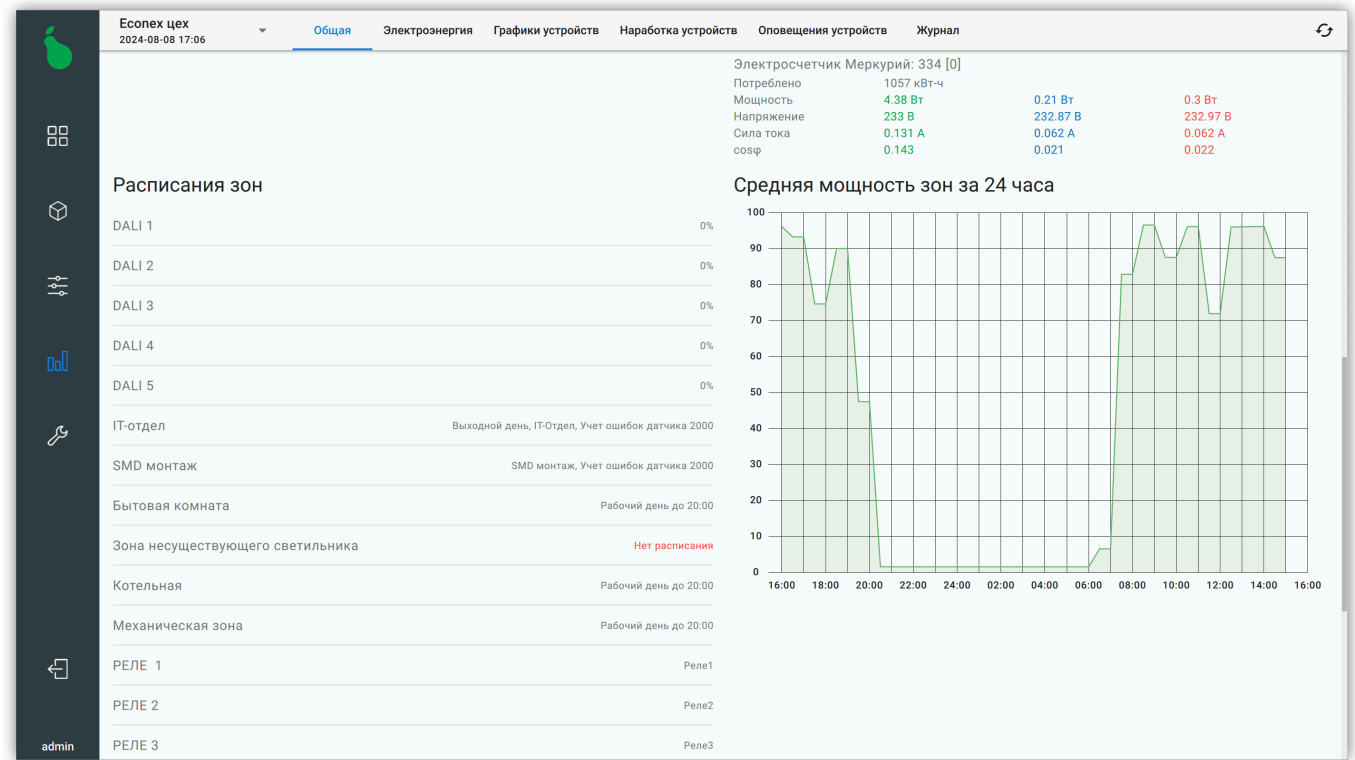 Econex цех
2024-08-08 17:06
Общая Электроэнергия Графики устройств Наработка устройств Оповещения устройств Журнал
Электросчетчик Меркурий: 334 [0]
Потреблено 1057 кВт-ч
Мощность 4.38 Вт 0.21 Вт 0.3 Вт
Напряжение 233 В 232.87 В 232.97 В
Сила тока 0.131 А 0.062 А 0.062 А
cosφ 0.143 0.021 0.022
Расписания зон
DALI 1 0%
DALI 2 0%
DALI 3 0%
DALI 4 0%
DALI 5 0%
IT-отдел Выходной день, IT-Отдел, Учет ошибок датчика 2000
SMD монтаж SMD монтаж, Учет ошибок датчика 2000
Бытовая комната Рабочий день до 20:00
Зона несуществующего светильника Нет расписания
Котельная Рабочий день до 20:00
Механическая зона Рабочий день до 20:00
РЕЛЕ 1 Реле1
РЕЛЕ 2 Реле2
РЕЛЕ 3 Реле3
Средняя мощность зон за 24 часа
100
90
80
70
60
50
40
30
20
10
0
16:00 18:00 20:00 22:00 24:00 02:00 04:00 06:00 08:00 10:00 12:00 14:00 16:00
admin